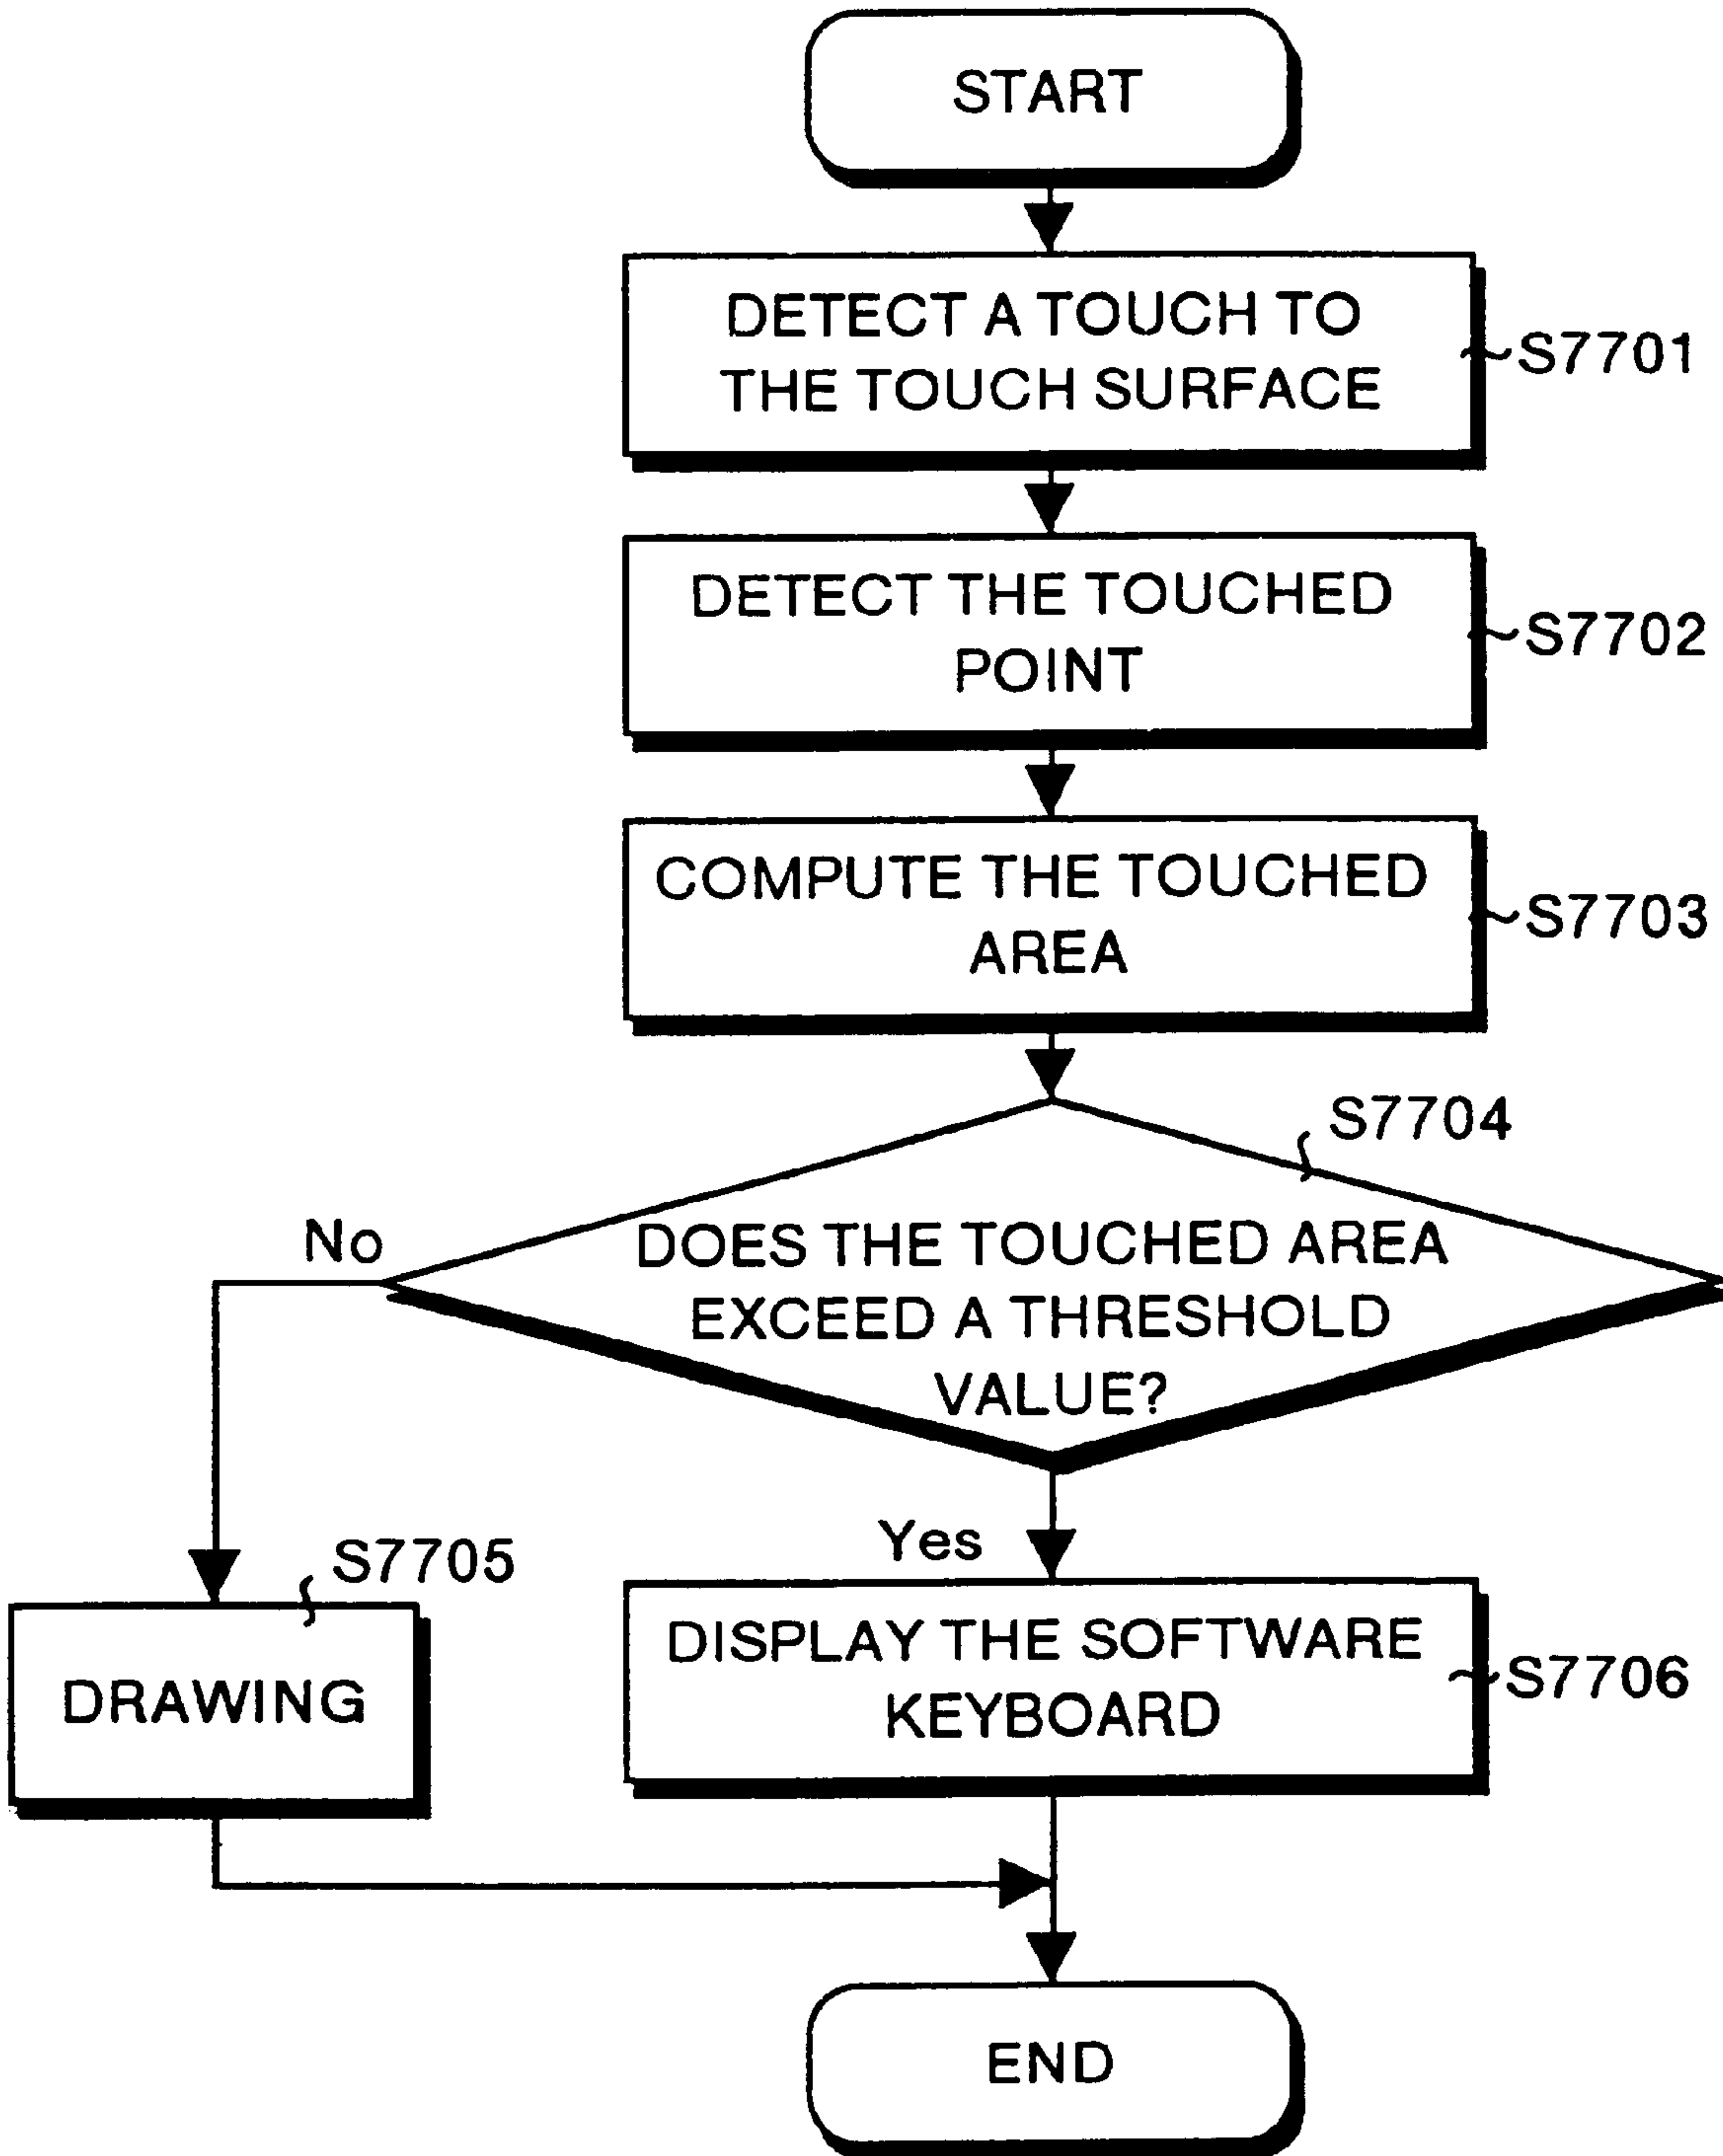 START
DETECT A TOUCH TO
THE TOUCH SURFACE
S7701
DETECT THE TOUCHED
POINT
S7702
COMPUTE THE TOUCHED
AREA
S7703
S7704
No
DOES THE TOUCHED AREA
EXCEED A THRESHOLD
VALUE?
Yes
S7705
DRAWING
DISPLAY THE SOFTWARE
KEYBOARD
S7706
END